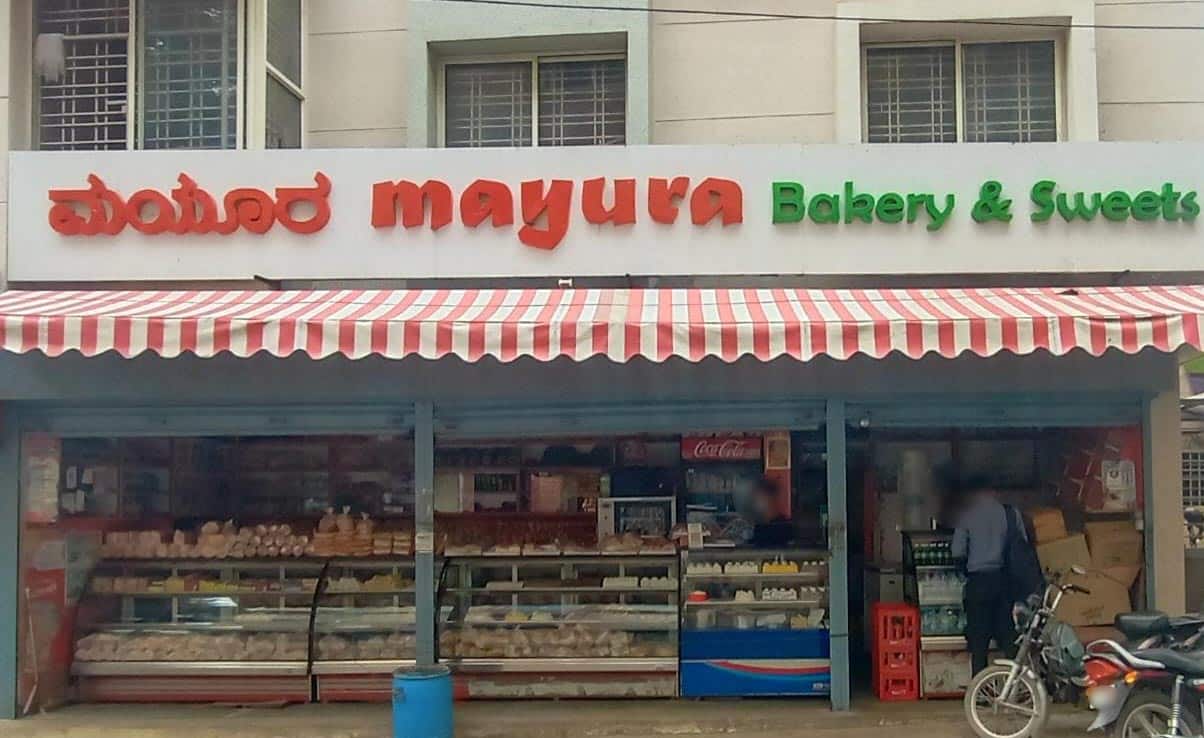 ಮಯೂರ mayura Bakery & Sweets
Coca-Cola